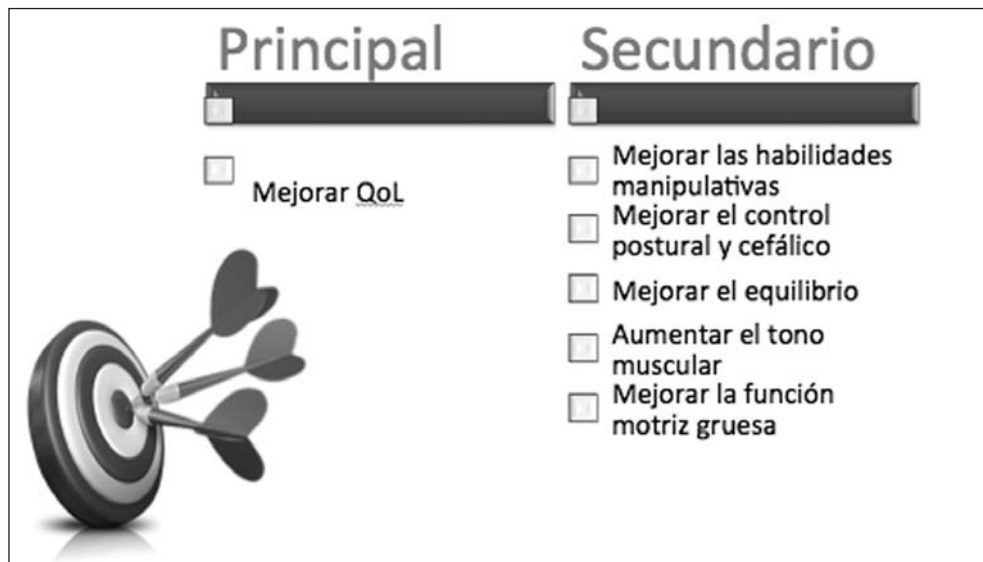 Principal
Mejorar QoL
Secundario
Mejorar las habilidades
manipulativas
Mejorar el control
postural y cefálico
Mejorar el equilibrio
Aumentar el tono
muscular
Mejorar la función
motriz gruesa